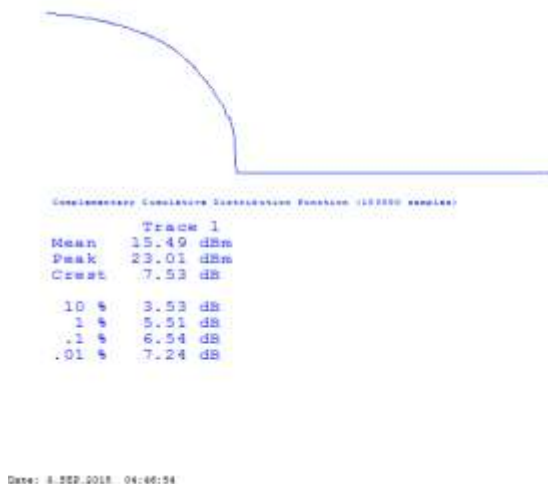 Complementary Cumulative Distribution Function (100000 samples)
Trace 1
Mean 15.49 dBm
Peak 23.01 dBm
Crest 7.53 dB
10 % 3.53 dB
1 % 5.51 dB
.1 % 6.54 dB
.01 % 7.24 dB
Date: 4.SEP.2018 04:46:54